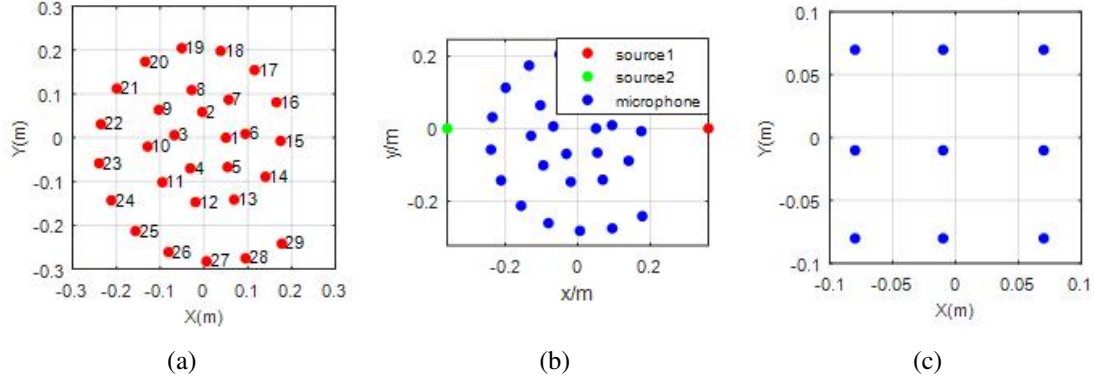 0.3
0.2
0.1
0
-0.1
-0.2
-0.3
Y(m)
-0.3 -0.2 -0.1 0 0.1 0.2 0.3
X(m)
19 18
20 17
21 8 7 16
22 9 2 6
10 3 1 15
23 4 5 14
24 11 12 13
25 29
26 27 28
(a)
0.2
0
-0.2
y/m
-0.2 0 0.2
x/m
source1
source2
microphone
(b)
0.1
0.05
0
-0.05
-0.1
Y(m)
-0.1 -0.05 0 0.05 0.1
X(m)
(c)